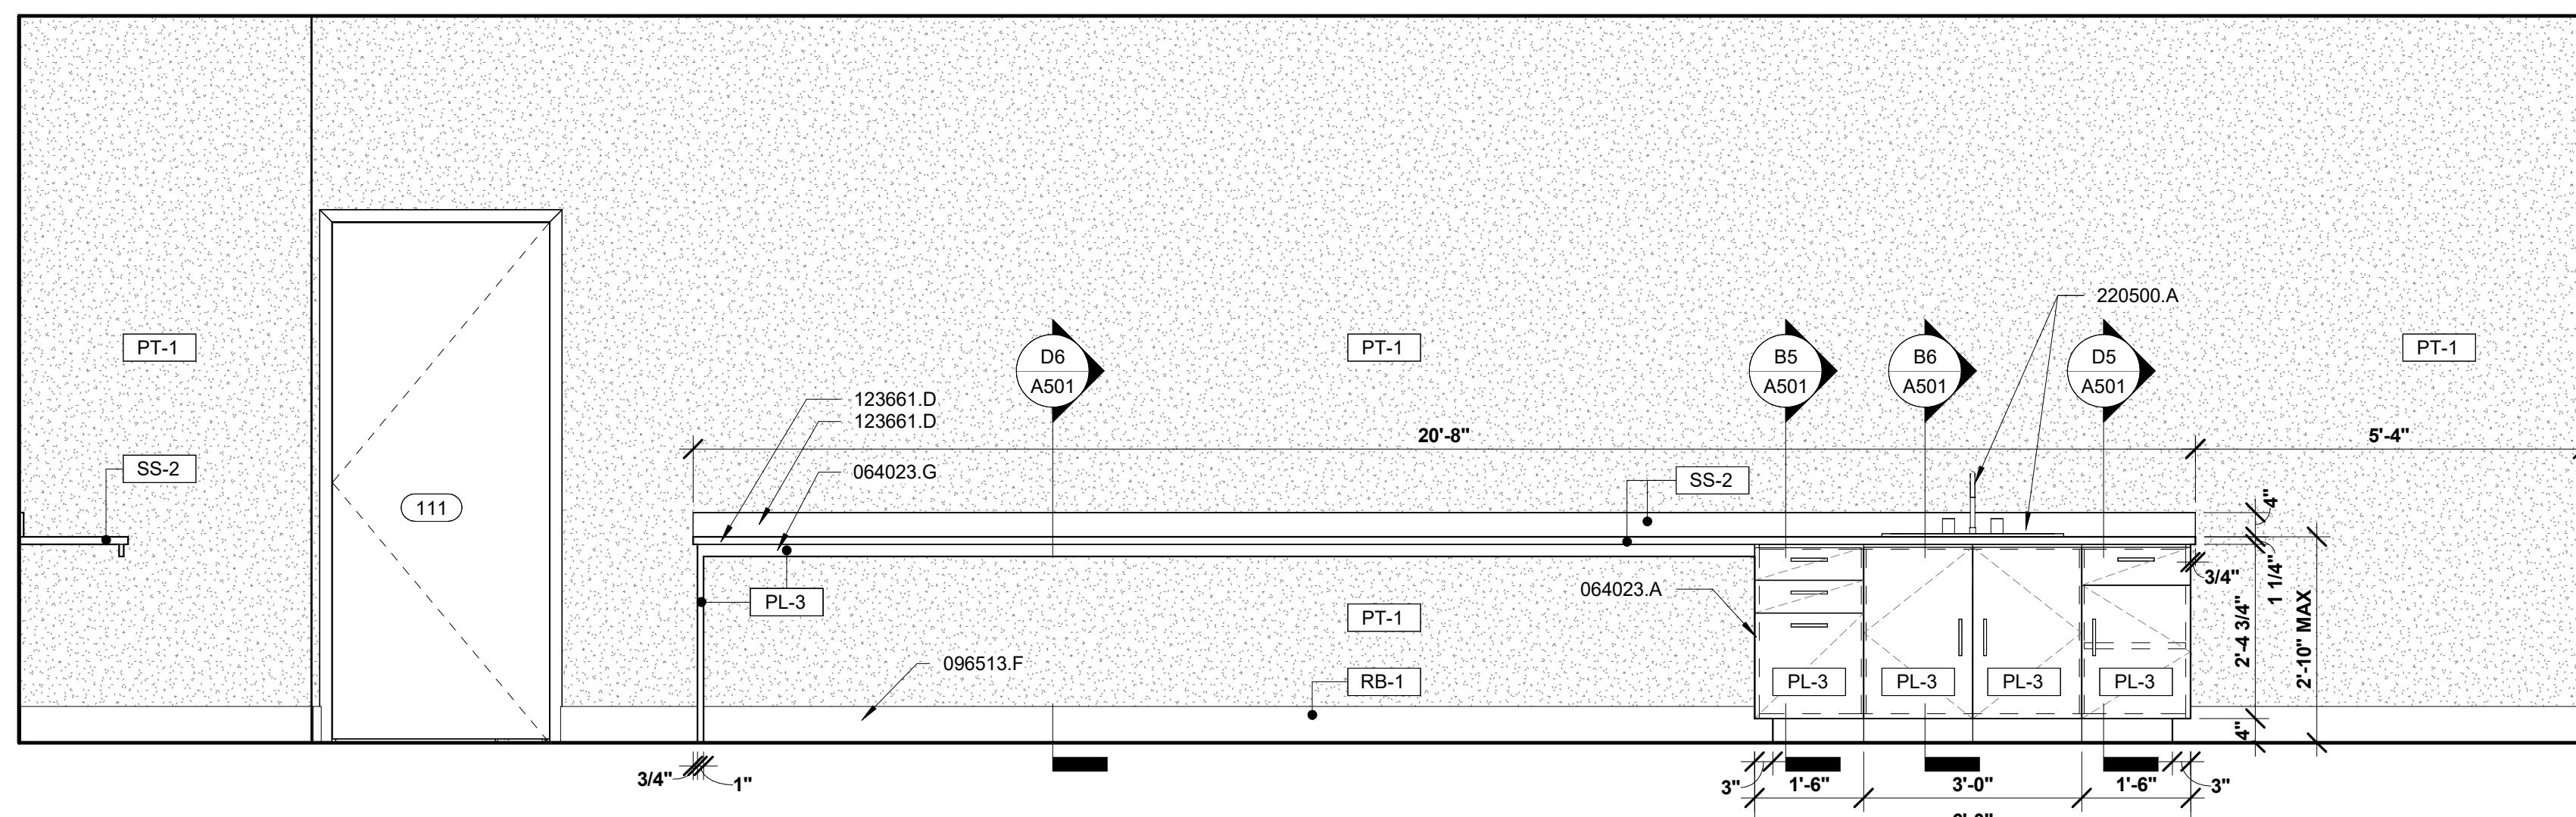 220500.A
PT-1
PT-1
PT-1
D6
A501
B5
A501
B6
A501
D5
A501
123661.D
123661.D
20'-8"
5'-4"
SS-2
064023.G
SS-2
111
4"
1 1/4"
3/4"
064023.A
PL-3
PT-1
2'-4 3/4"
2'-10" MAX
096513.F
RB-1
PL-3
PL-3
PL-3
PL-3
4"
3/4"
1"
3"
1'-6"
3'-0"
1'-6"
3"